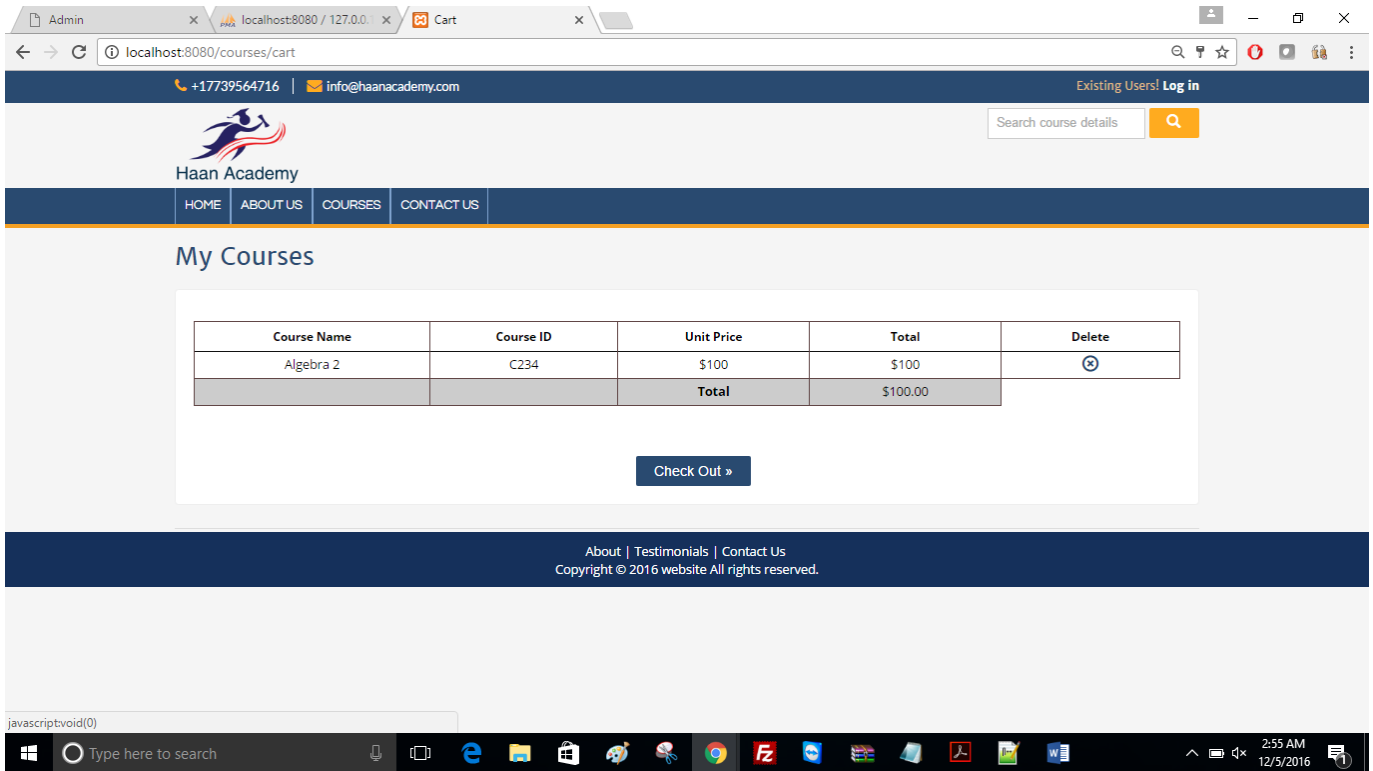 Admin
localhost:8080 / 127.0.0.1
Cart
localhost:8080/courses/cart
+17739564716 | info@haanacademy.com
Existing Users! Log in
Haan Academy
Search course details
HOME ABOUT US COURSES CONTACT US
My Courses
Course Name Course ID Unit Price Total Delete
Algebra 2 C234 $100 $100
Total $100.00
Check Out »
About | Testimonials | Contact Us
Copyright © 2016 website All rights reserved.
javascript:void(0)
Type here to search
2:55 AM
12/5/2016
1